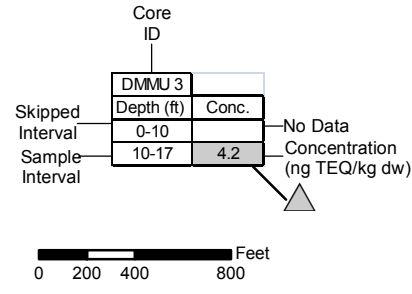 Core
ID
DMMU 3
Depth (ft) Conc.
Skipped
Interval
0-10
No Data
Sample
Interval
10-17 4.2
Concentration
(ng TEQ/kg dw)
Feet
0 200 400 800